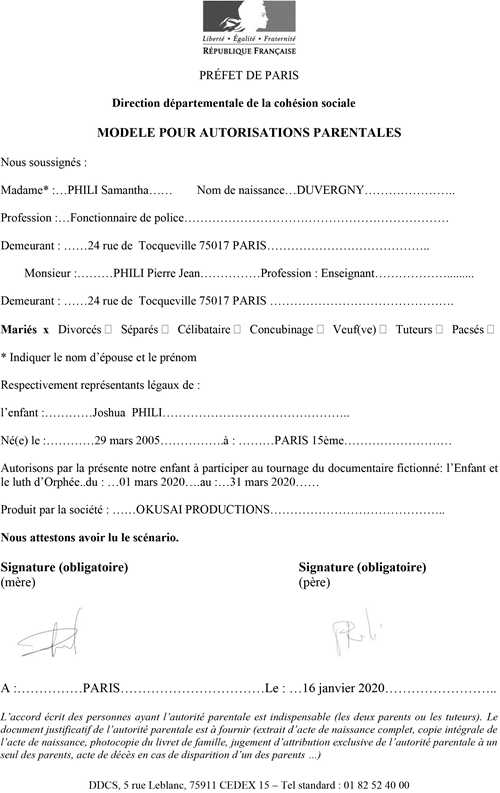 Liberté • Égalité • Fraternité
RÉPUBLIQUE FRANÇAISE
PRÉFET DE PARIS
Direction départementale de la cohésion sociale
MODELE POUR AUTORISATIONS PARENTALES
Nous soussignés :
Madame* :…PHILI Samantha…… Nom de naissance…DUVERGNY…………………..
Profession :…Fonctionnaire de police…………………………………………………………
Demeurant : ……24 rue de Tocqueville 75017 PARIS…………………………………..
Monsieur :………PHILI Pierre Jean……………Profession : Enseignant………………..........
Demeurant : ……24 rue de Tocqueville 75017 PARIS ……………………………………….
Mariés x Divorcés □ Séparés □ Célibataire □ Concubinage □ Veuf(ve) □ Tuteurs □ Pacsés □
* Indiquer le nom d’épouse et le prénom
Respectivement représentants légaux de :
l’enfant :…………Joshua PHILI………………………………………..
Né(e) le :…………29 mars 2005…………….à : ………PARIS 15ème………………………
Autorisons par la présente notre enfant à participer au tournage du documentaire fictionné: l’Enfant et
le luth d’Orphée..du : …01 mars 2020….au :…31 mars 2020……
Produit par la société : ……OKUSAI PRODUCTIONS……………………………………..
Nous attestons avoir lu le scénario.
Signature (obligatoire) Signature (obligatoire)
(mère) (père)
A :……………PARIS……………………………Le : …16 janvier 2020……………………..
L’accord écrit des personnes ayant l’autorité parentale est indispensable (les deux parents ou les tuteurs). Le
document justificatif de l’autorité parentale est à fournir (extrait d’acte de naissance complet, copie intégrale de
l’acte de naissance, photocopie du livret de famille, jugement d’attribution exclusive de l’autorité parentale à un
seul des parents, acte de décès en cas de disparition d’un des parents …)
DDCS, 5 rue Leblanc, 75911 CEDEX 15 – Tel standard : 01 82 52 40 00